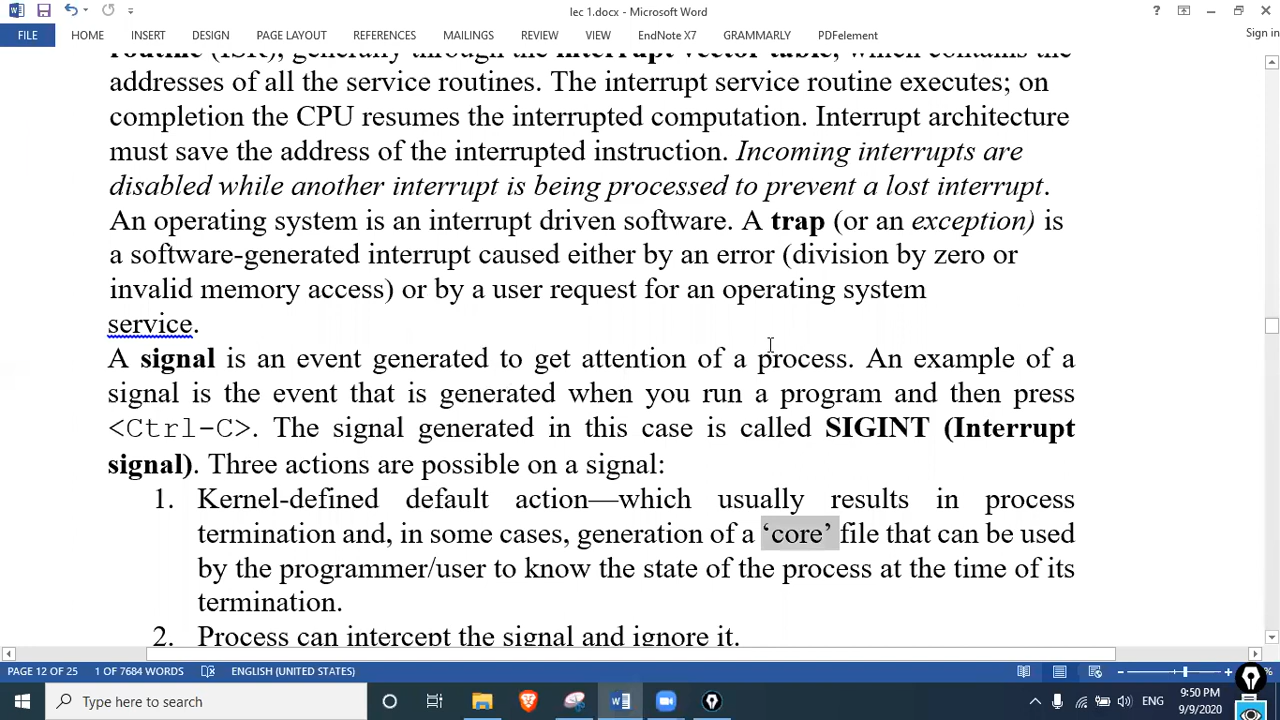 lec 1.docx - Microsoft Word
? 
Sign in
FILE HOME INSERT DESIGN PAGE LAYOUT REFERENCES MAILINGS REVIEW VIEW EndNote X7 GRAMMARLY PDFelement
routine (ISR), generally through the interrupt vector table, which contains the
addresses of all the service routines. The interrupt service routine executes; on
completion the CPU resumes the interrupted computation. Interrupt architecture
must save the address of the interrupted instruction. Incoming interrupts are
disabled while another interrupt is being processed to prevent a lost interrupt.
An operating system is an interrupt driven software. A trap (or an exception) is
a software-generated interrupt caused either by an error (division by zero or
invalid memory access) or by a user request for an operating system
service.
A signal is an event generated to get attention of a process. An example of a
signal is the event that is generated when you run a program and then press
<Ctrl-C>. The signal generated in this case is called SIGINT (Interrupt
signal). Three actions are possible on a signal:
1. Kernel-defined default action—which usually results in process
termination and, in some cases, generation of a ‘core’ file that can be used
by the programmer/user to know the state of the process at the time of its
termination.
2. Process can intercept the signal and ignore it.
PAGE 12 OF 25 1 OF 7684 WORDS ENGLISH (UNITED STATES)
Type here to search
ENG
9:50 PM
9/9/2020